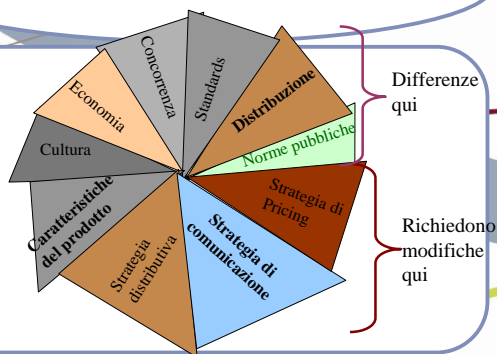 Concorrenza
Standards
Economia
Distribuzione
Cultura
Norme pubbliche
Differenze
qui
Caratteristiche
del prodotto
Strategia
distributiva
Strategia di
comunicazione
Strategia di
Pricing
Richiedono
modifiche
qui